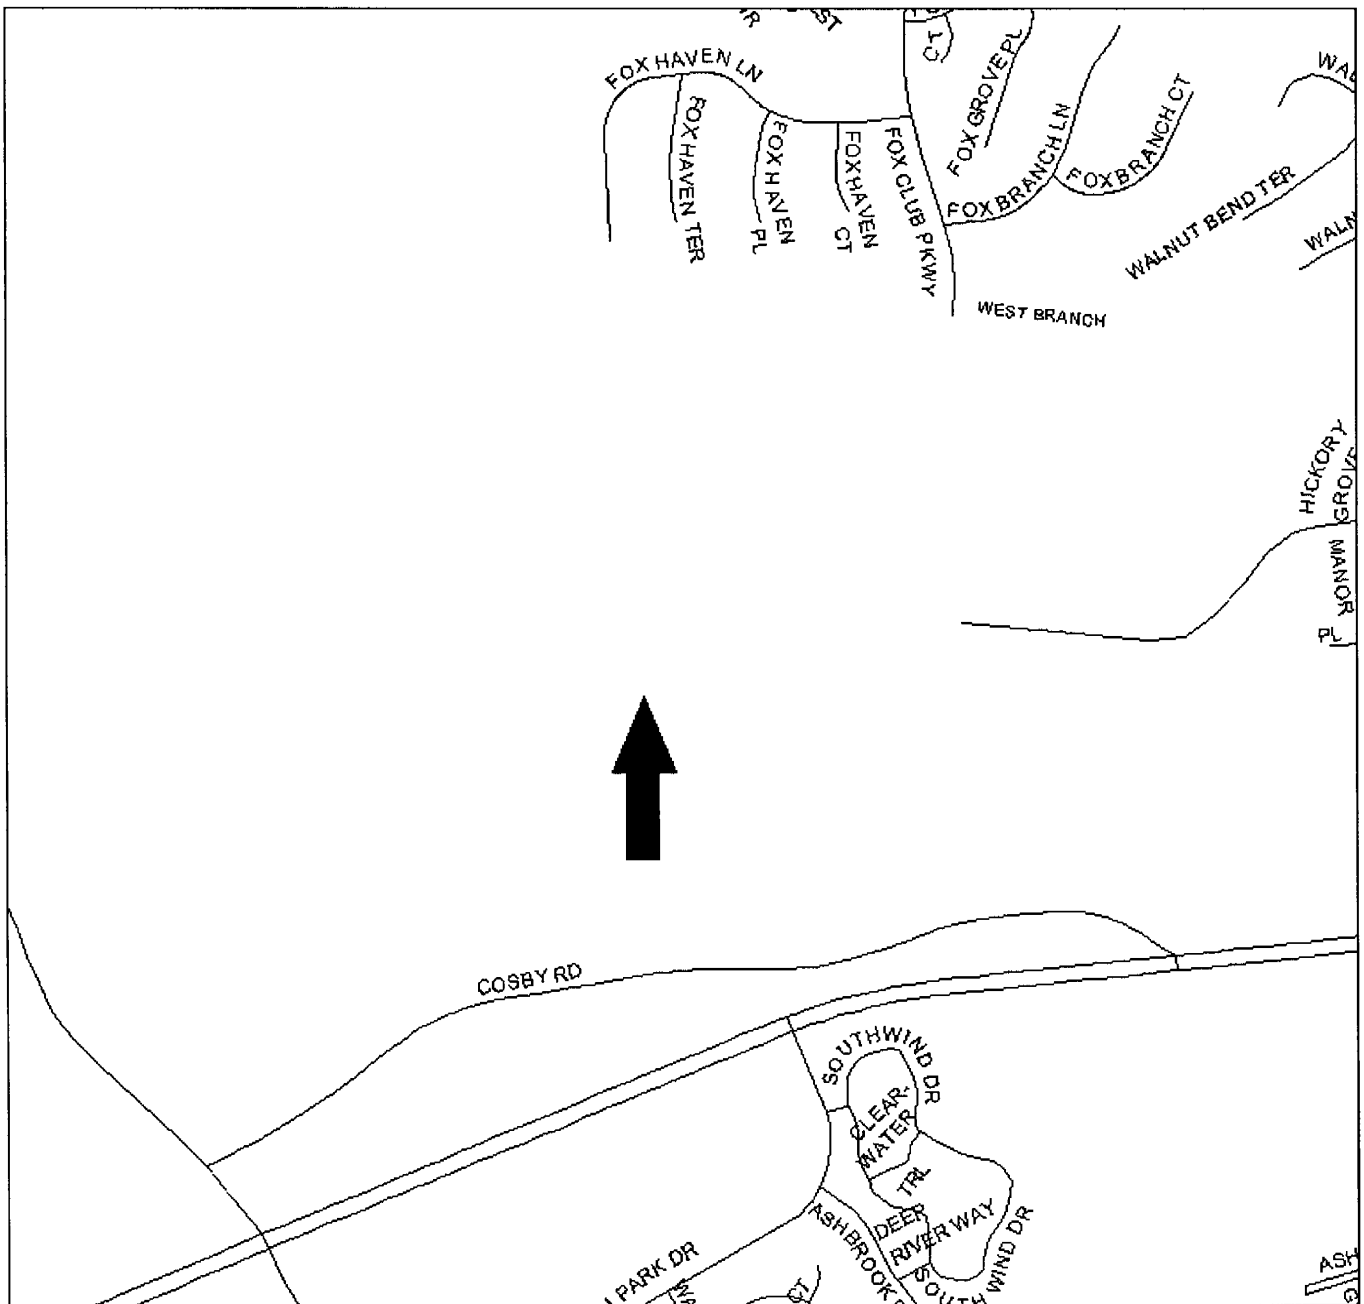 CT
FOX GROVE PL
FOX HAVEN LN
FOX BRANCH CT
FOX HAVEN TER
FOX HAVEN
PL
FOX HAVEN
CT
FOX CLUB PKWY
FOX BRANCH LN
WALNUT BEND TER
WEST BRANCH
HICKORY
GROVE
MANOR
PL
COSBY RD
SOUTHWIND DR
CLEAR-
WATER
TRL
DEER
RIVER WAY
SOUTH WIND DR
ASHBROOK
PARK DR
CT
ASH